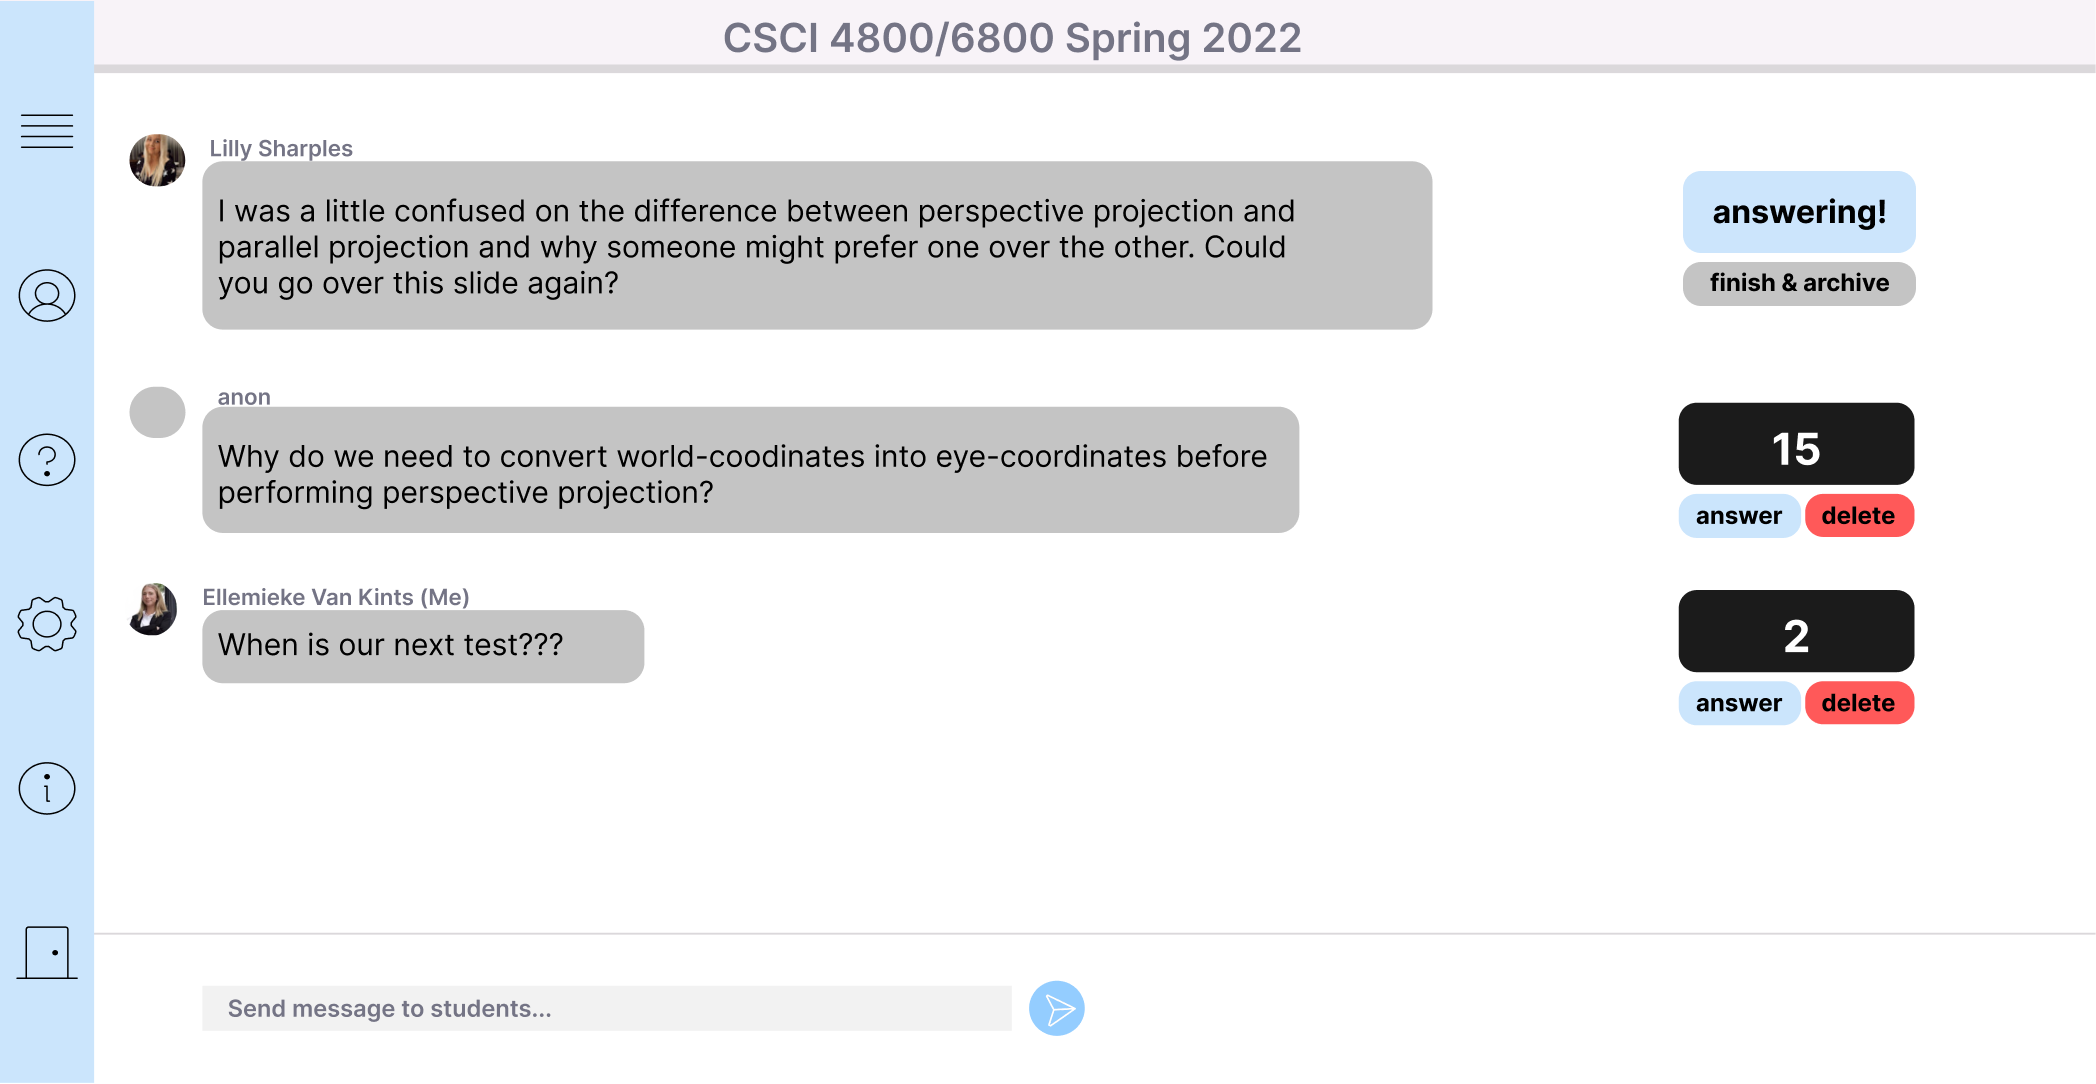 CSCI 4800/6800 Spring 2022
Lilly Sharples
I was a little confused on the difference between perspective projection and
parallel projection and why someone might prefer one over the other. Could
you go over this slide again?
answering!
finish & archive
anon
Why do we need to convert world-coodinates into eye-coordinates before
performing perspective projection?
15
answer delete
Ellemieke Van Kints (Me)
When is our next test???
2
answer delete
Send message to students...